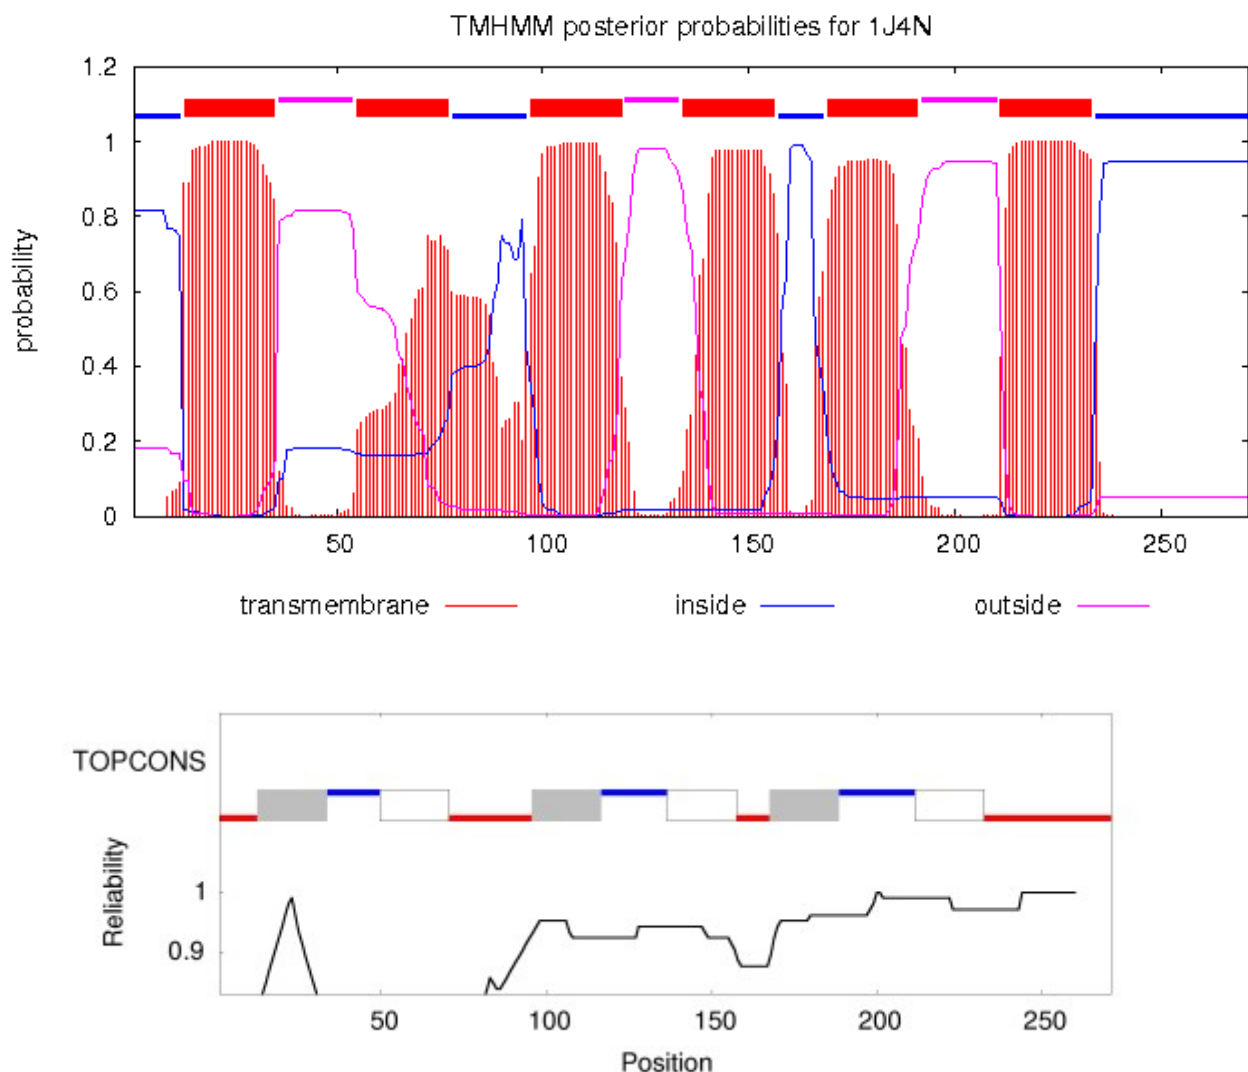 TMHMM posterior probabilities for 1J4N
1.2
1
0.8
0.6
0.4
0.2
0
probability
50 100 150 200 250
transmembrane inside outside
TOPCONS
Reliability
1
0.9
50 100 150 200 250
Position